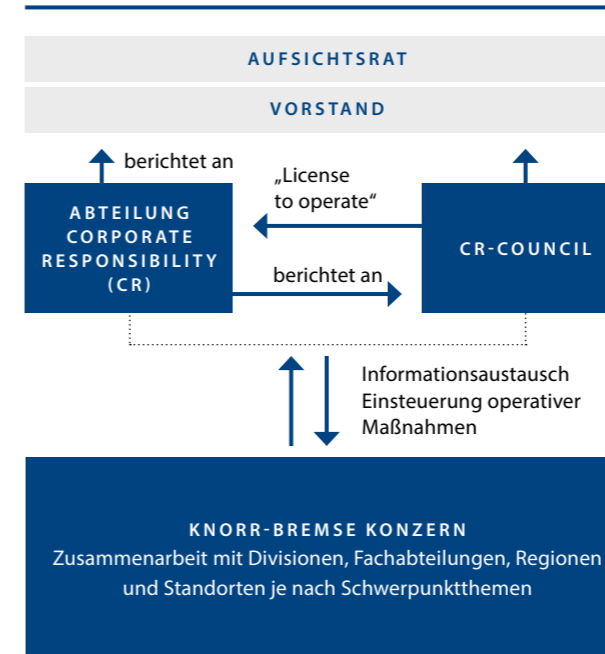 AUFSICHTSRAT
VORSTAND
berichtet an
„License
to operate“
ABTEILUNG
CORPORATE
RESPONSIBILITY
(CR)
CR-COUNCIL
berichtet an
Informationsaustausch
Einsteuerung operativer
Maßnahmen
KNORR-BREMSE KONZERN
Zusammenarbeit mit Divisionen, Fachabteilungen, Regionen
und Standorten je nach Schwerpunktthemen